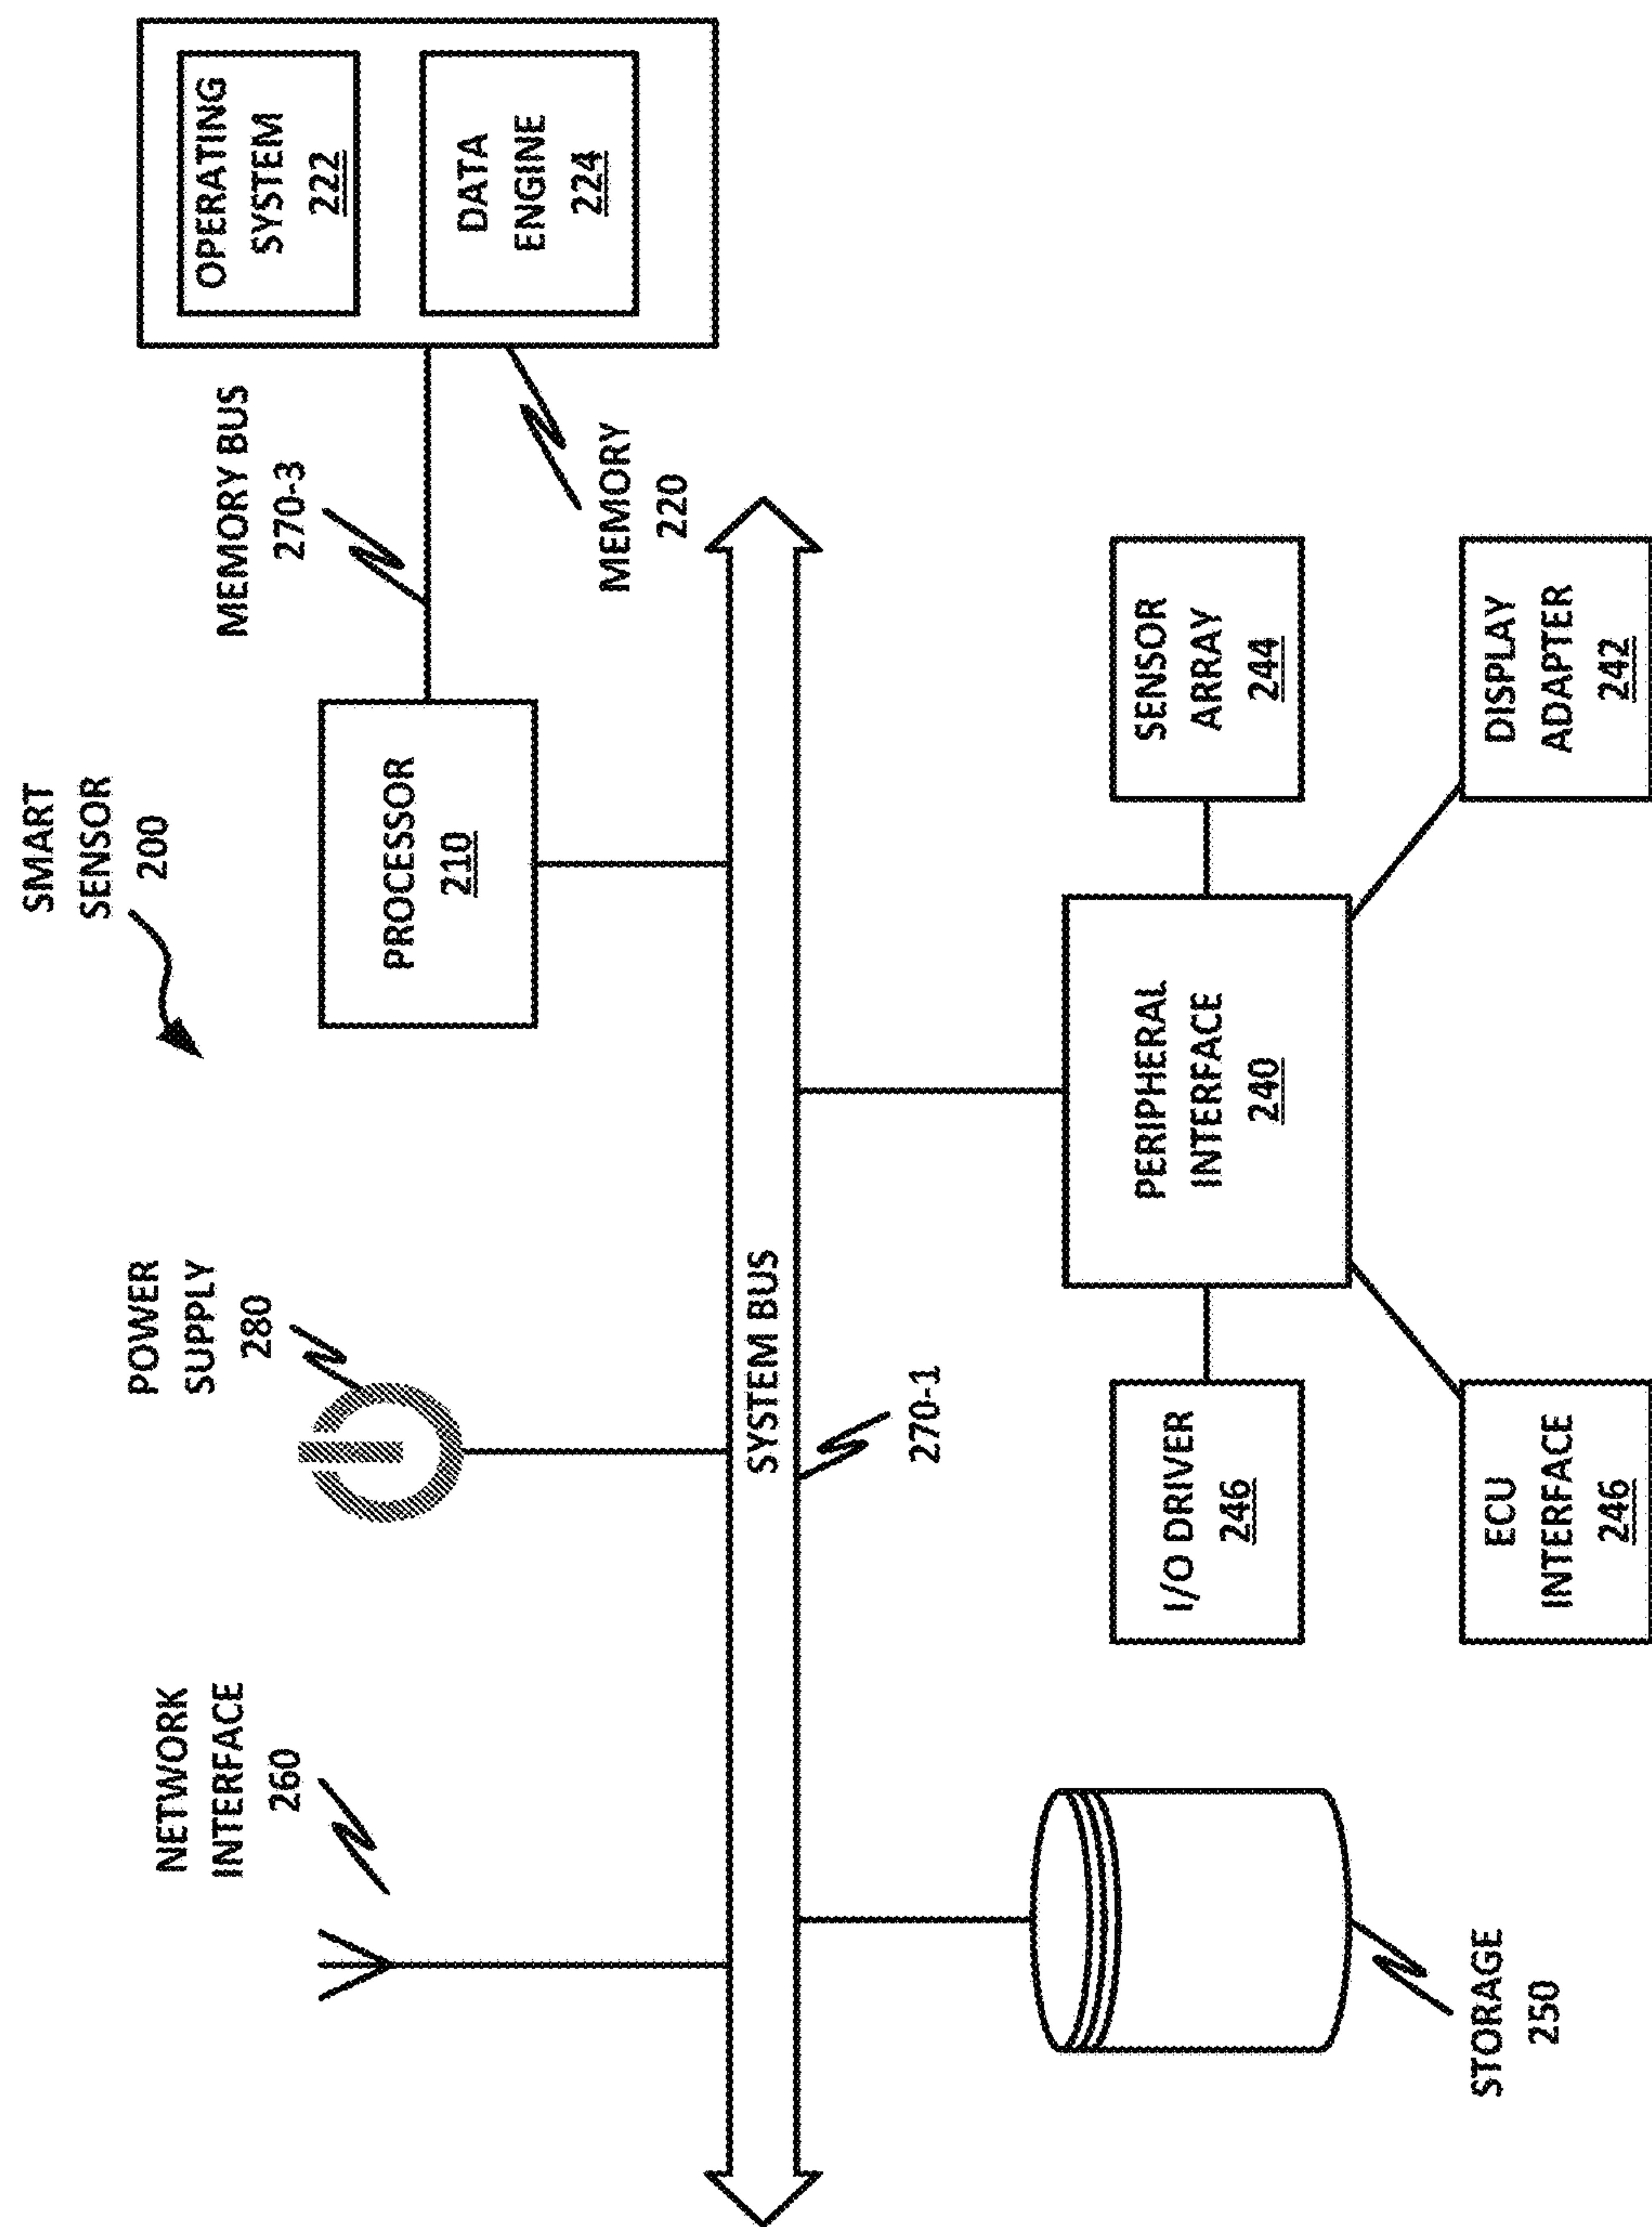 SMART
SENSOR
200
NETWORK
INTERFACE
260
POWER
SUPPLY
280
PROCESSOR
210
MEMORY BUS
270-3
OPERATING
SYSTEM
222
DATA
ENGINE
224
MEMORY
220
SYSTEM BUS
270-1
STORAGE
250
I/O DRIVER
246
PERIPHERAL
INTERFACE
240
SENSOR
ARRAY
244
ECU
INTERFACE
246
DISPLAY
ADAPTER
242